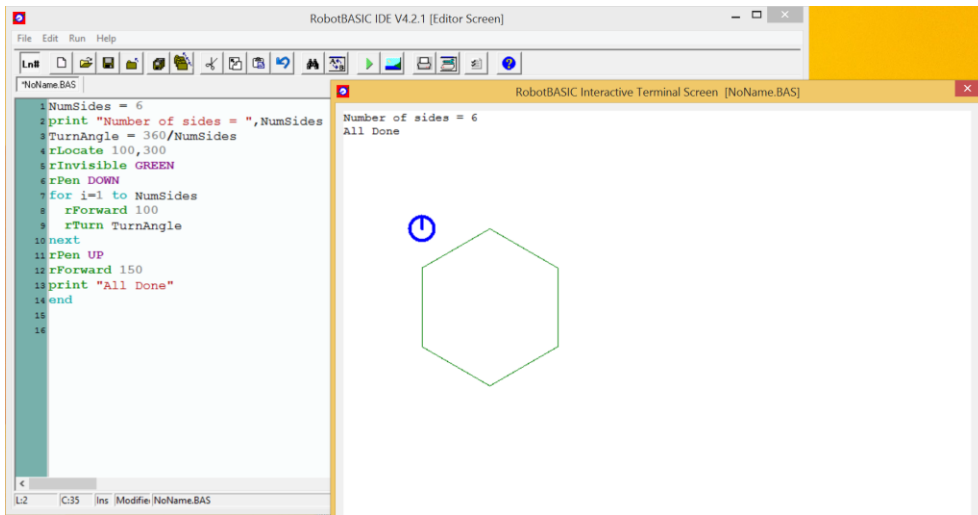 RobotBASIC IDE V4.2.1 [Editor Screen]
File Edit Run Help
Ln#
*NoName.BAS
1 NumSides = 6
2 print "Number of sides = ",NumSides
3 TurnAngle = 360/NumSides
4 rLocate 100,300
5 rInvisible GREEN
6 rPen DOWN
7 for i=1 to NumSides
8 rForward 100
9 rTurn TurnAngle
10 next
11 rPen UP
12 rForward 150
13 print "All Done"
14 end
15
16
L:2 C:35 Ins Modifie NoName.BAS
RobotBASIC Interactive Terminal Screen [NoName.BAS]
Number of sides = 6
All Done